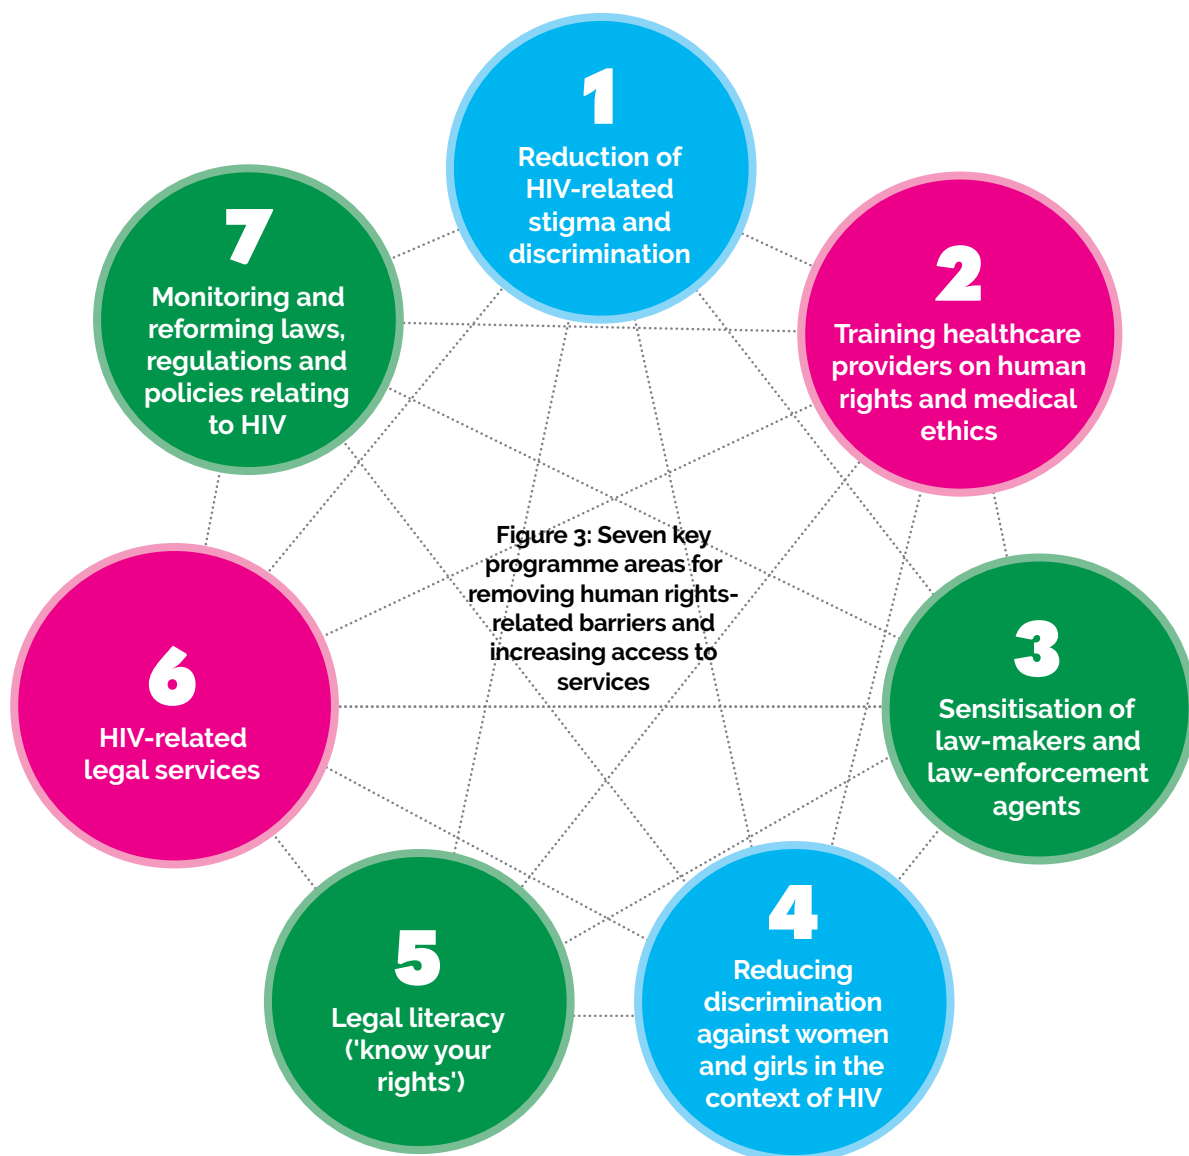 1
Reduction of
HIV-related
stigma and
discrimination
2
Training healthcare
providers on human
rights and medical
ethics
3
Sensitisation of
law-makers and
law-enforcement
agents
4
Reducing
discrimination
against women
and girls in the
context of HIV
5
Legal literacy
('know your
rights')
6
HIV-related
legal services
7
Monitoring and
reforming laws,
regulations and
policies relating
to HIV
Figure 3: Seven key
programme areas for
removing human rights-
related barriers and
increasing access to
services